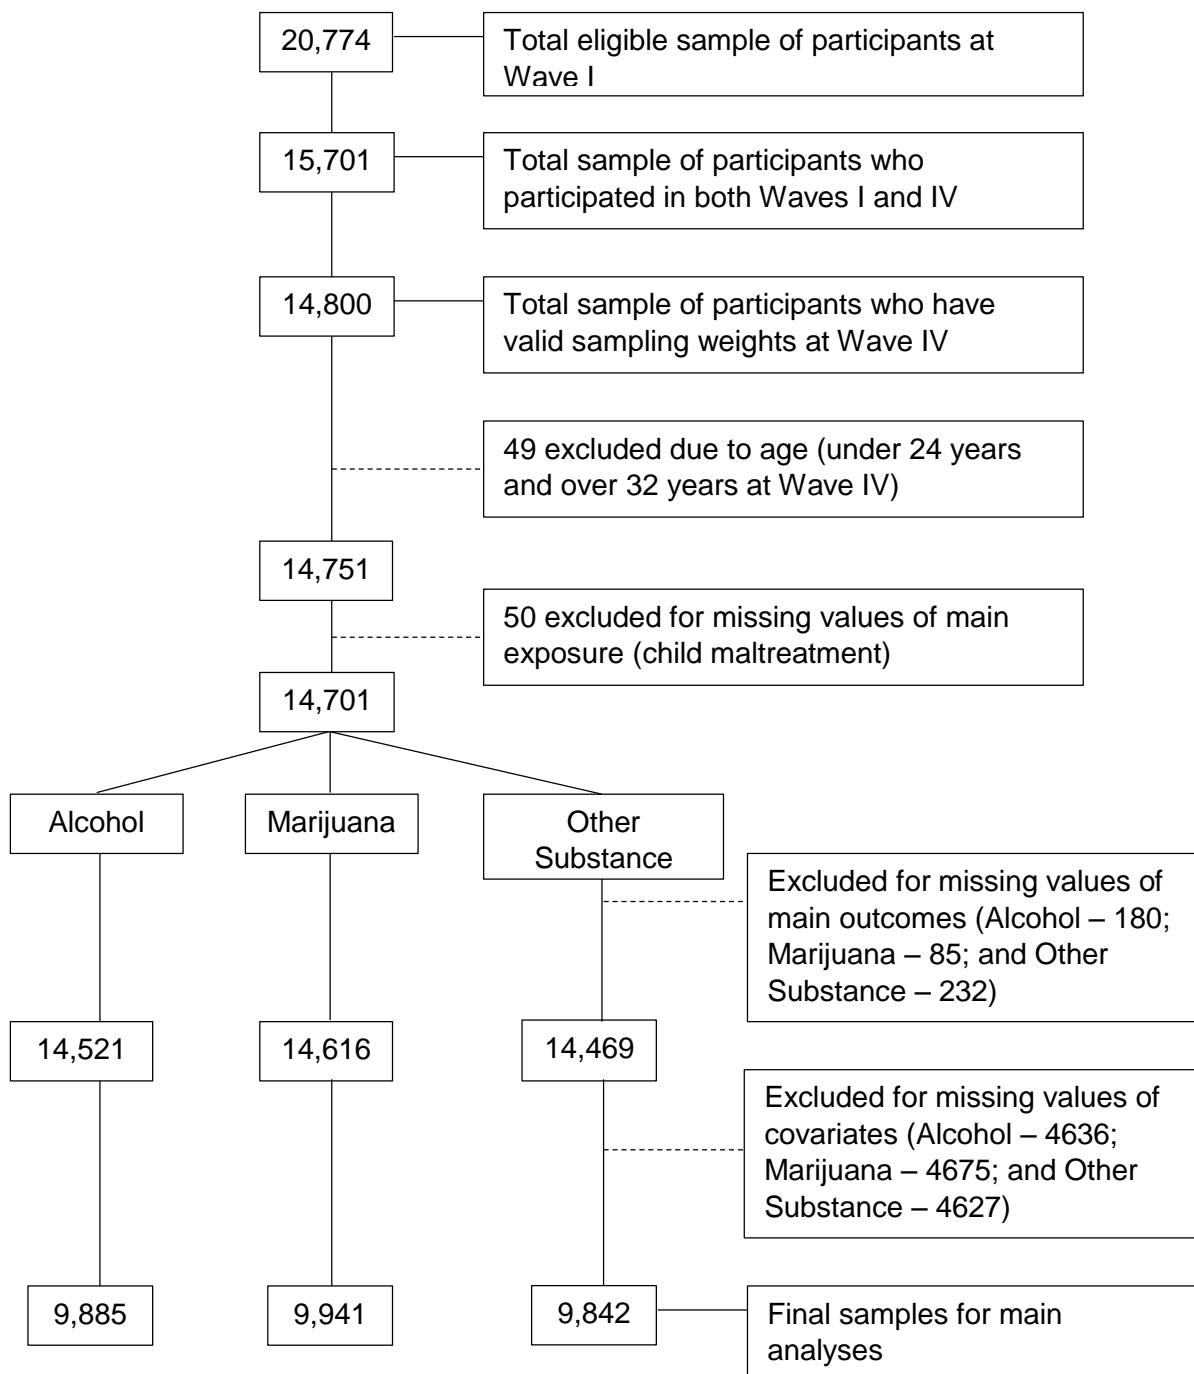 20,774
Total eligible sample of participants at
Wave I
15,701
Total sample of participants who
participated in both Waves I and IV
14,800
Total sample of participants who have
valid sampling weights at Wave IV
49 excluded due to age (under 24 years
and over 32 years at Wave IV)
14,751
50 excluded for missing values of main
exposure (child maltreatment)
14,701
Alcohol
Marijuana
Other
Substance
Excluded for missing values of
main outcomes (Alcohol – 180;
Marijuana – 85; and Other
Substance – 232)
14,521
14,616
14,469
Excluded for missing values of
covariates (Alcohol – 4636;
Marijuana – 4675; and Other
Substance – 4627)
9,885
9,941
9,842
Final samples for main
analyses